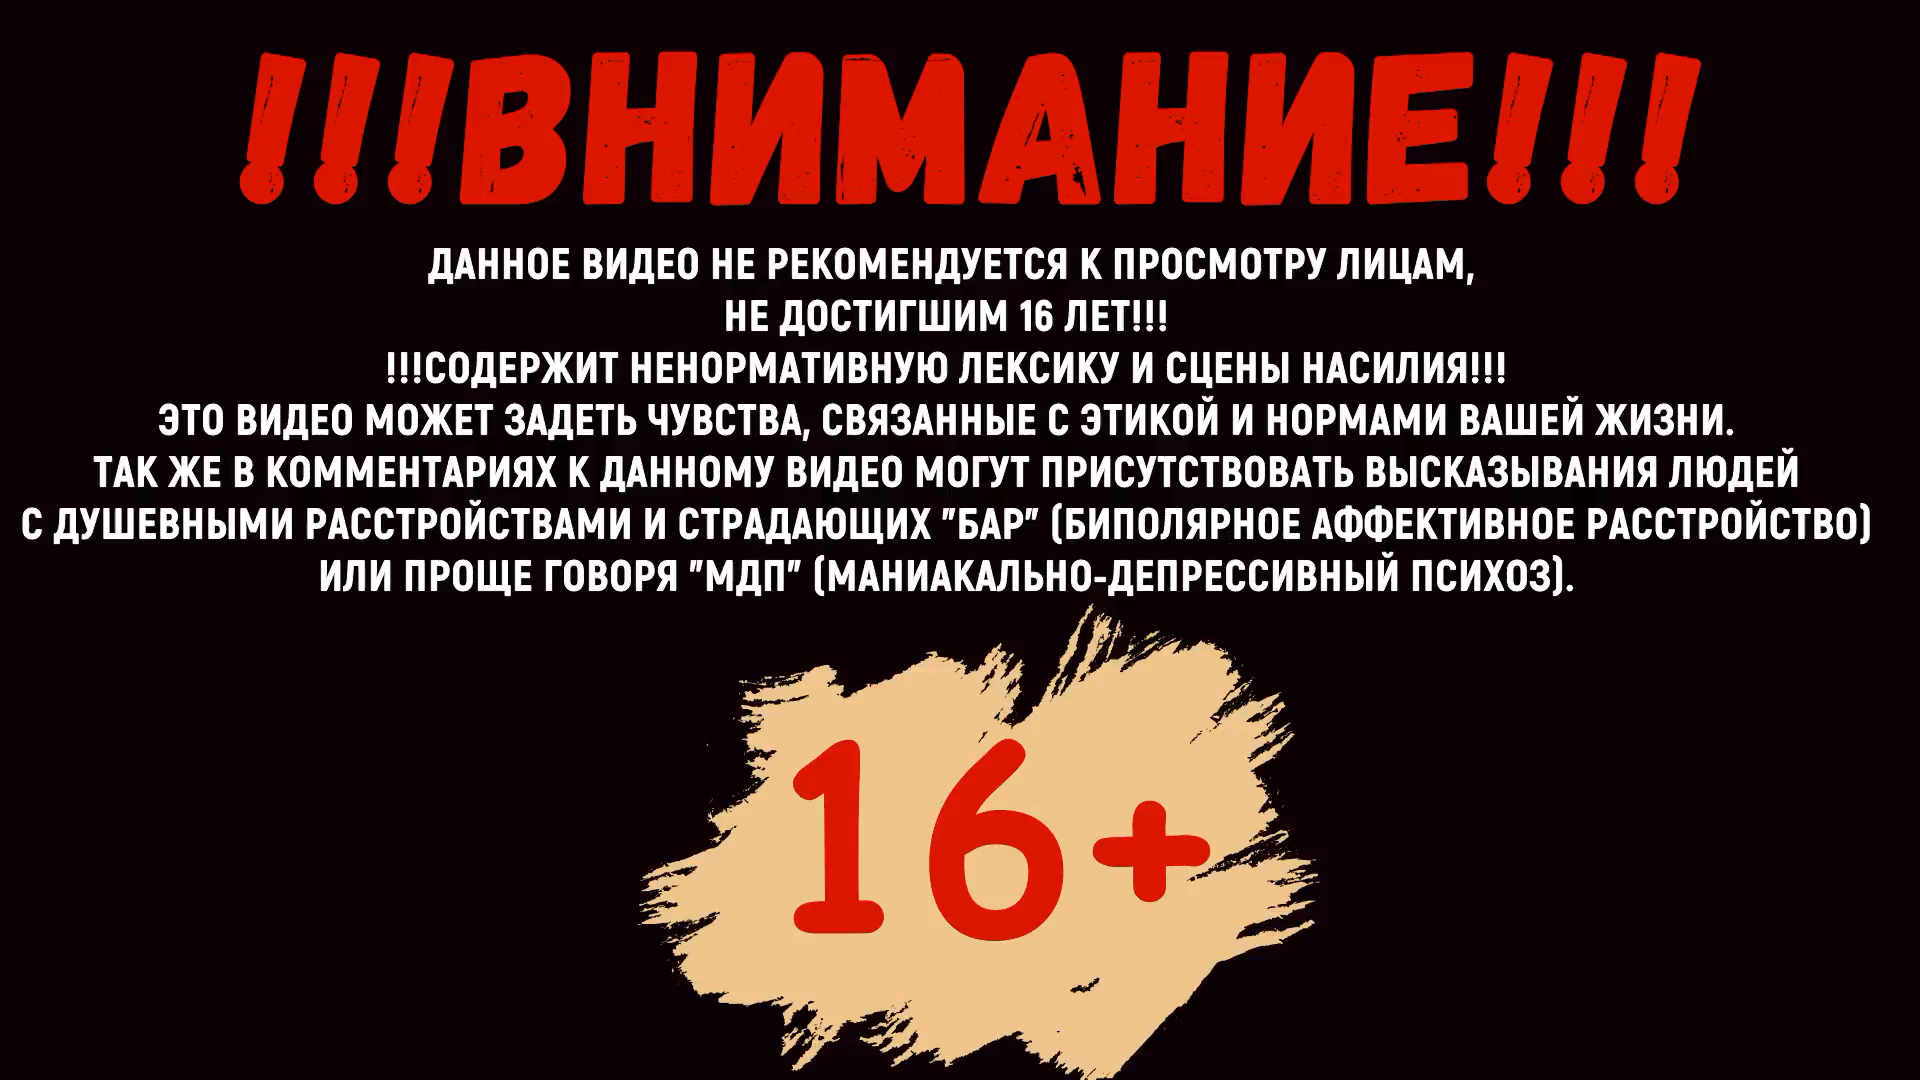 !!!ВНИМАНИЕ!!!
ДАННОЕ ВИДЕО НЕ РЕКОМЕНДУЕТСЯ К ПРОСМОТРУ ЛИЦАМ,
НЕ ДОСТИГШИМ 16 ЛЕТ!!!
!!!СОДЕРЖИТ НЕНОРМАТИВНУЮ ЛЕКСИКУ И СЦЕНЫ НАСИЛИЯ!!!
ЭТО ВИДЕО МОЖЕТ ЗАДЕТЬ ЧУВСТВА, СВЯЗАННЫЕ С ЭТИКОЙ И НОРМАМИ ВАШЕЙ ЖИЗНИ.
ТАК ЖЕ В КОММЕНТАРИЯХ К ДАННОМУ ВИДЕО МОГУТ ПРИСУТСТВОВАТЬ ВЫСКАЗЫВАНИЯ ЛЮДЕЙ
С ДУШЕВНЫМИ РАССТРОЙСТВАМИ И СТРАДАЮЩИХ "БАР" (БИПОЛЯРНОЕ АФФЕКТИВНОЕ РАССТРОЙСТВО)
ИЛИ ПРОЩЕ ГОВОРЯ "МДП" (МАНИАКАЛЬНО-ДЕПРЕССИВНЫЙ ПСИХОЗ).
16+